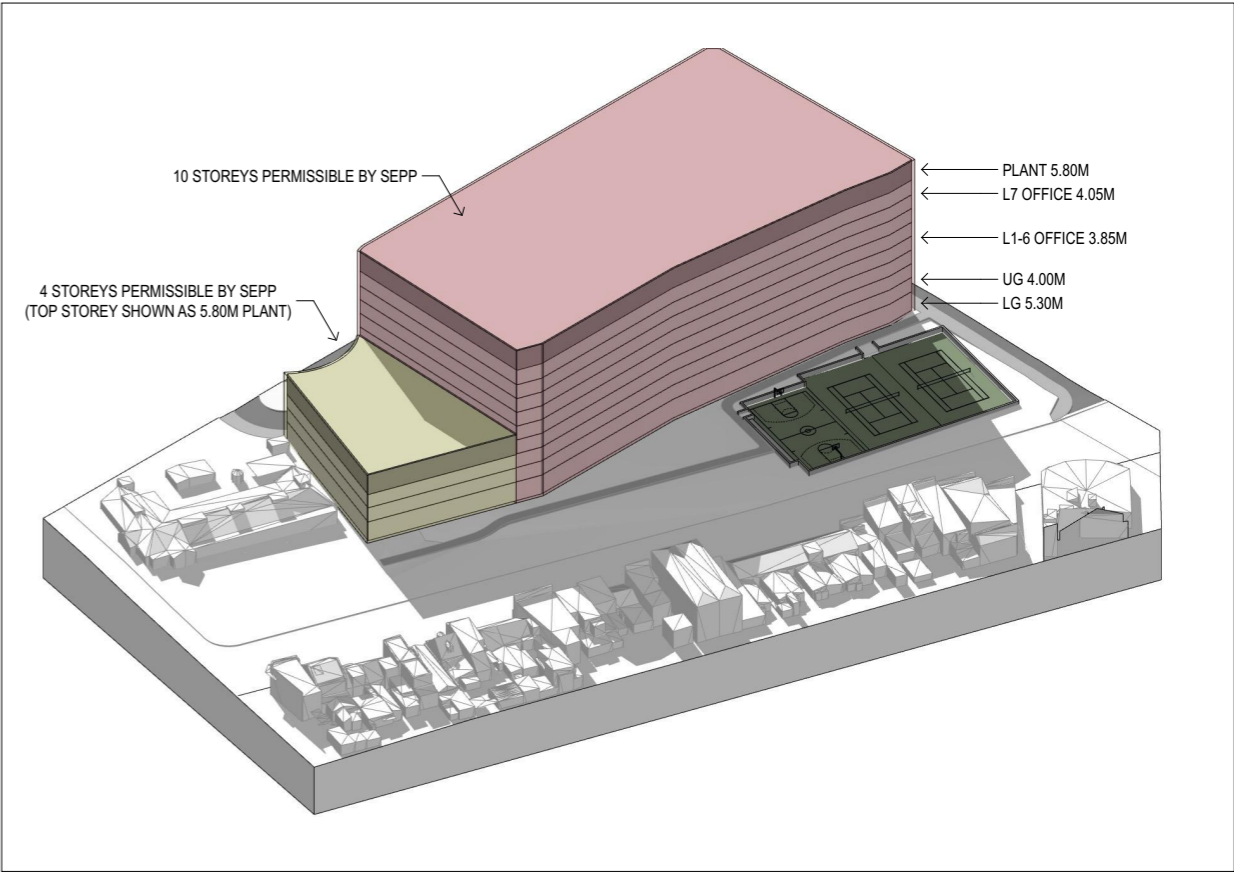 10 STOREYS PERMISSIBLE BY SEPP
4 STOREYS PERMISSIBLE BY SEPP
(TOP STOREY SHOWN AS 5.80M PLANT)
PLANT 5.80M
L7 OFFICE 4.05M
L1-6 OFFICE 3.85M
UG 4.00M
LG 5.30M